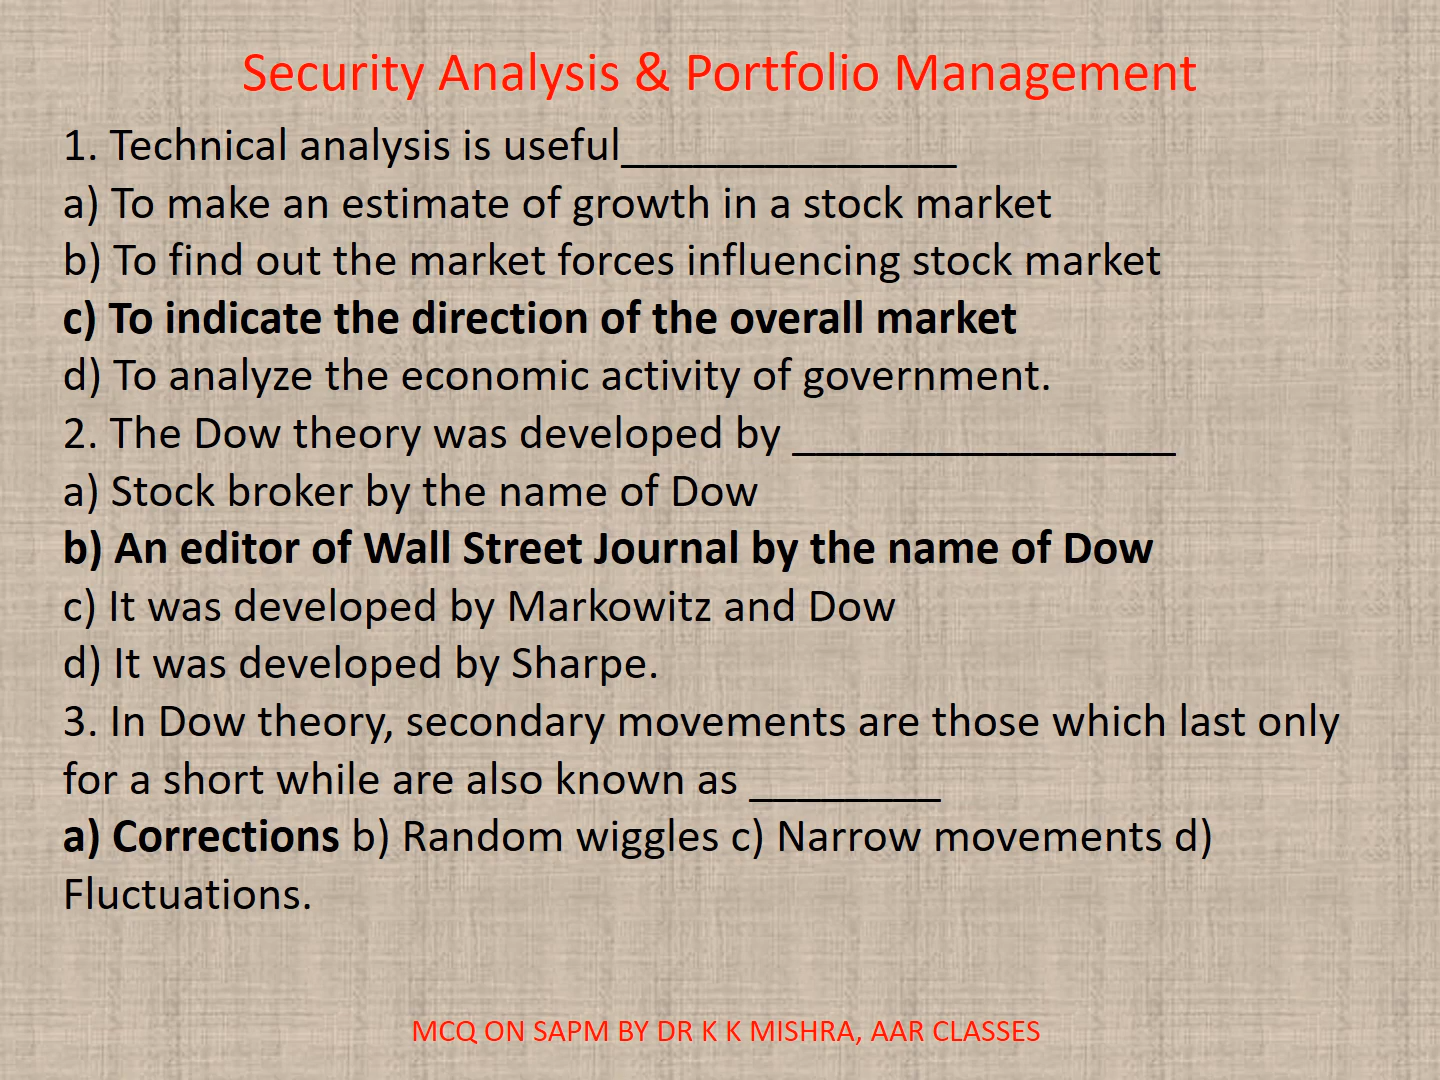 Security Analysis & Portfolio Management
1. Technical analysis is useful______________
a) To make an estimate of growth in a stock market
b) To find out the market forces influencing stock market
c) To indicate the direction of the overall market
d) To analyze the economic activity of government.
2. The Dow theory was developed by ________________
a) Stock broker by the name of Dow
b) An editor of Wall Street Journal by the name of Dow
c) It was developed by Markowitz and Dow
d) It was developed by Sharpe.
3. In Dow theory, secondary movements are those which last only
for a short while are also known as ________
a) Corrections b) Random wiggles c) Narrow movements d)
Fluctuations.
MCQ ON SAPM BY DR K K MISHRA, AAR CLASSES